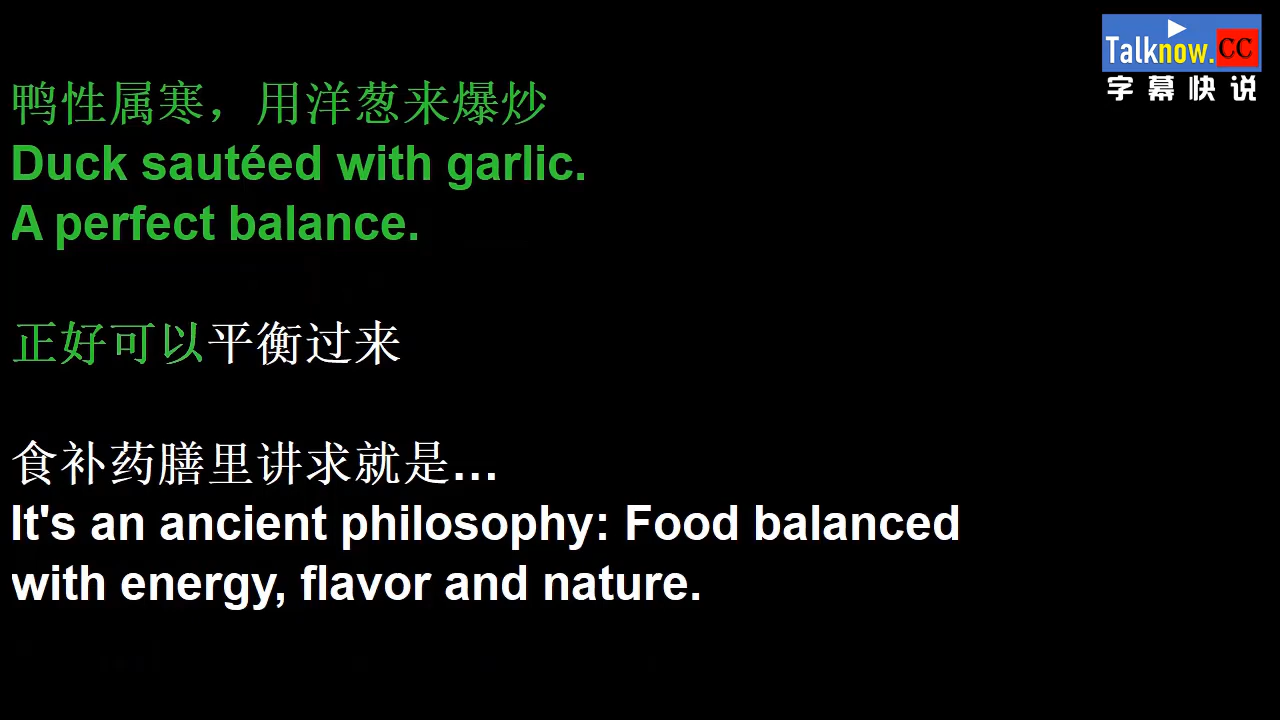 Talknow.CC
字幕快说
鸭性属寒，用洋葱来爆炒
Duck sautéed with garlic.
A perfect balance.
正好可以平衡过来
食补药膳里讲求就是...
It's an ancient philosophy: Food balanced
with energy, flavor and nature.